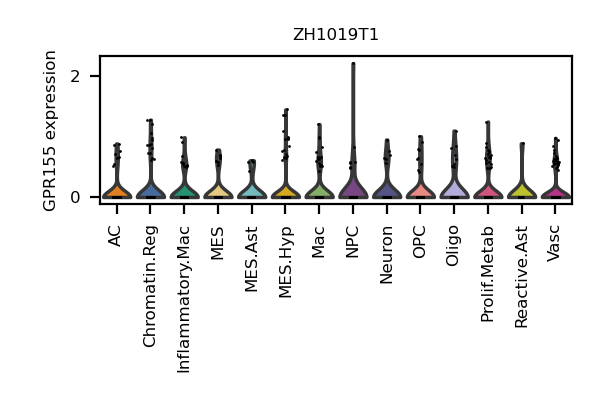 ZH1019T1
GPR155 expression
2
0
AC
Chromatin.Reg
Inflammatory.Mac
MES
MES.Ast
MES.Hyp
Mac
NPC
Neuron
OPC
Oligo
Prolif.Metab
Reactive.Ast
Vasc